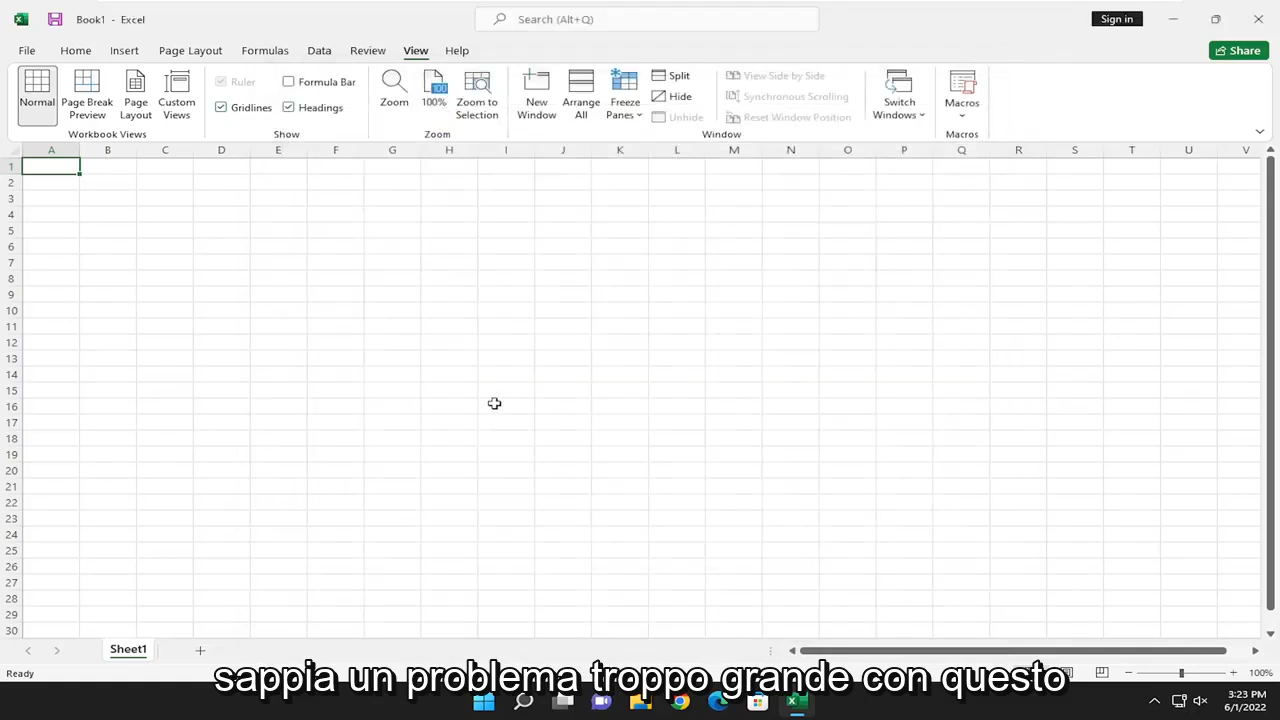 Book1 - Excel
Search (Alt+Q)
Sign in
File Home Insert Page Layout Formulas Data Review View Help
Share
Normal
Page Break Preview
Page Layout
Custom Views
Workbook Views
Ruler
Formula Bar
Gridlines
Headings
Show
Zoom
100%
Zoom to Selection
Zoom
New Window
Arrange All
Freeze Panes
Split
Hide
Unhide
View Side by Side
Synchronous Scrolling
Reset Window Position
Window
Switch Windows
Macros
Macros
A B C D E F G H I J K L M N O P Q R S T U V
1
2
3
4
5
6
7
8
9
10
11
12
13
14
15
16
17
18
19
20
21
22
23
24
25
26
27
28
29
30
Sheet1
Ready
100%
sappia un problema troppo grande con questo
3:23 PM
6/1/2022